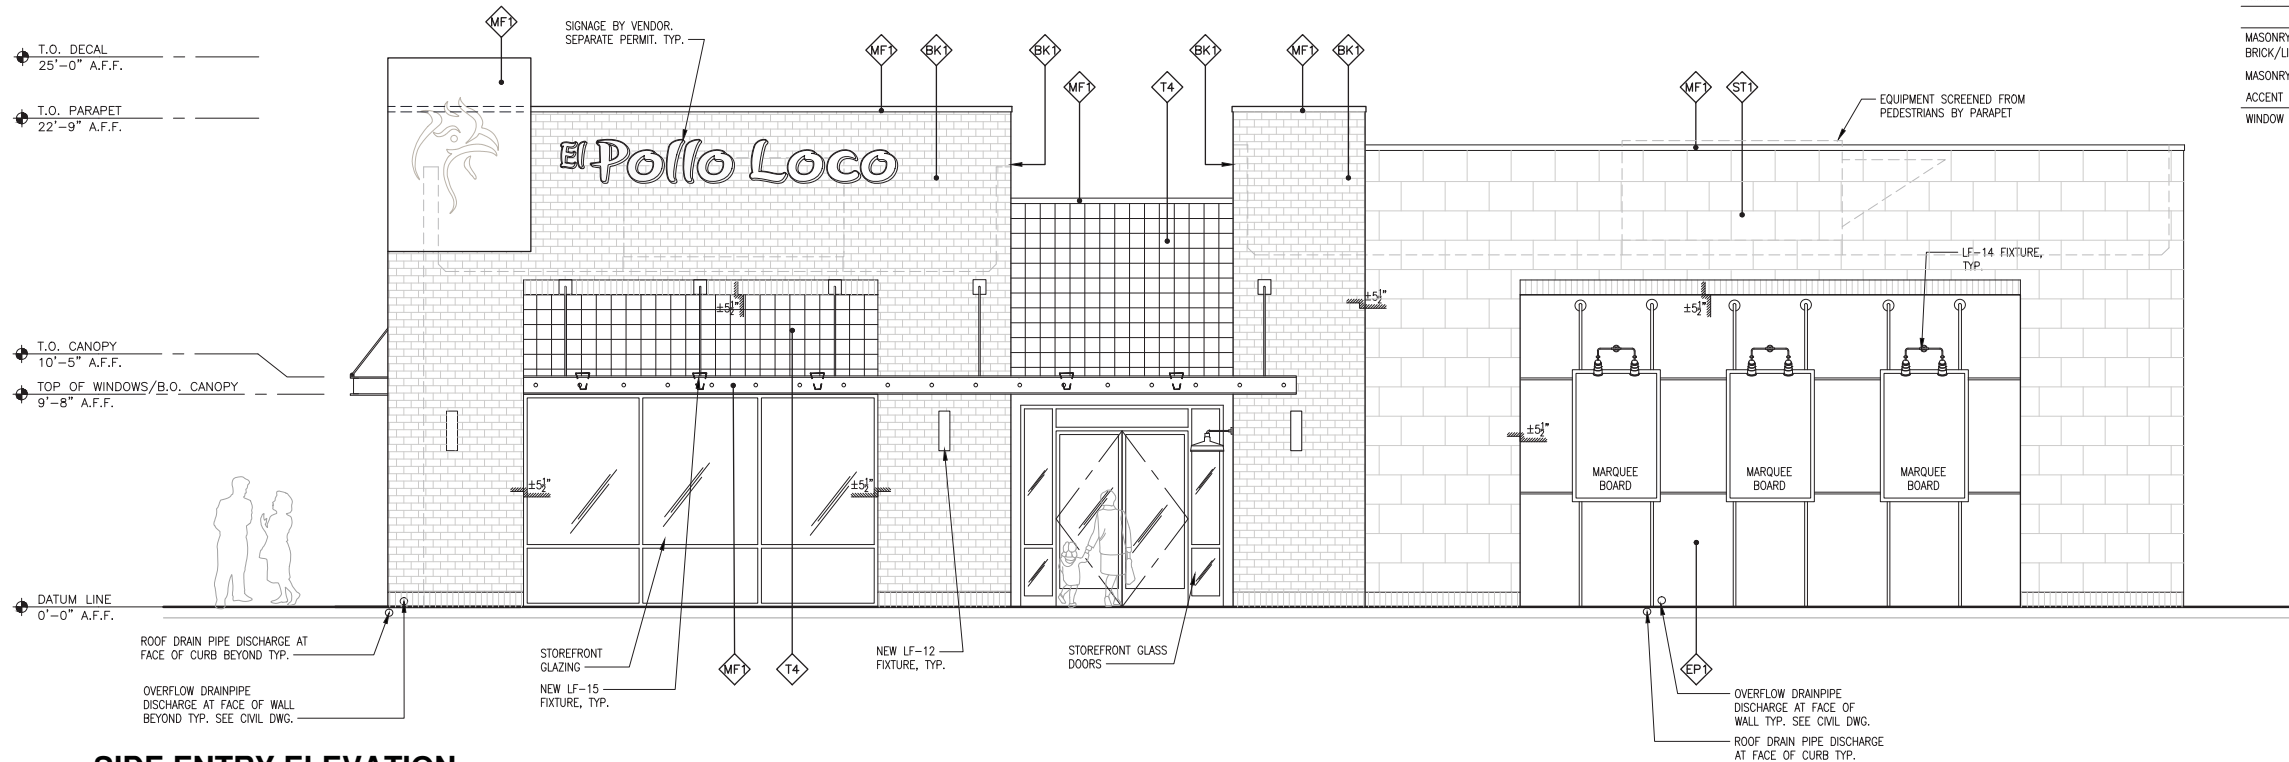 MF1
SIGNAGE BY VENDOR.
SEPARATE PERMIT. TYP.
MF1
BK1
BK1
MF1
T4
BK1
MF1
BK1
MF1
ST1
EQUIPMENT SCREENED FROM
PEDESTRIANS BY PARAPET
MASONRY
BRICK/LI
MASONRY
ACCENT
WINDOW
T.O. DECAL
25'-0" A.F.F.
T.O. PARAPET
22'-9" A.F.F.
El Pollo Loco
LF-14 FIXTURE,
TYP.
±5½"
±5½"
±5½"
T.O. CANOPY
10'-5" A.F.F.
TOP OF WINDOWS/B.O. CANOPY
9'-8" A.F.F.
±5½"
±5½"
±5½"
MARQUEE
BOARD
MARQUEE
BOARD
MARQUEE
BOARD
DATUM LINE
0'-0" A.F.F.
ROOF DRAIN PIPE DISCHARGE AT
FACE OF CURB BEYOND TYP.
OVERFLOW DRAINPIPE
DISCHARGE AT FACE OF WALL
BEYOND TYP. SEE CIVIL DWG.
STOREFRONT
GLAZING
NEW LF-15
FIXTURE, TYP.
MF1
T4
NEW LF-12
FIXTURE, TYP.
STOREFRONT GLASS
DOORS
EP1
OVERFLOW DRAINPIPE
DISCHARGE AT FACE OF
WALL TYP. SEE CIVIL DWG.
ROOF DRAIN PIPE DISCHARGE
AT FACE OF CURB TYP.
SIDE ENTRY ELEVATION